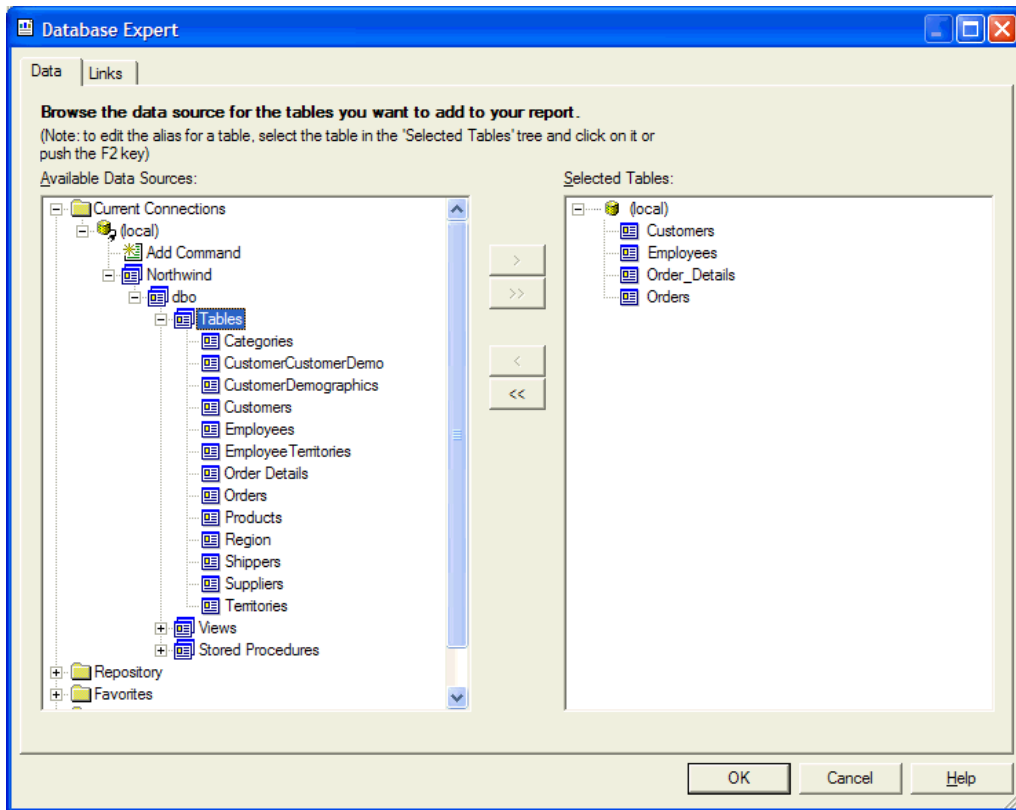 Database Expert
Data
Links
Browse the data source for the tables you want to add to your report.
(Note: to edit the alias for a table, select the table in the 'Selected Tables' tree and click on it or
push the F2 key)
Available Data Sources:
Selected Tables:
Current Connections
(local)
Add Command
Northwind
dbo
Tables
Categories
CustomerCustomerDemo
CustomerDemographics
Customers
Employees
EmployeeTerritories
Order Details
Orders
Products
Region
Shippers
Suppliers
Territories
Views
Stored Procedures
Repository
Favorites
>
>>
<
<<
(local)
Customers
Employees
Order_Details
Orders
OK
Cancel
Help